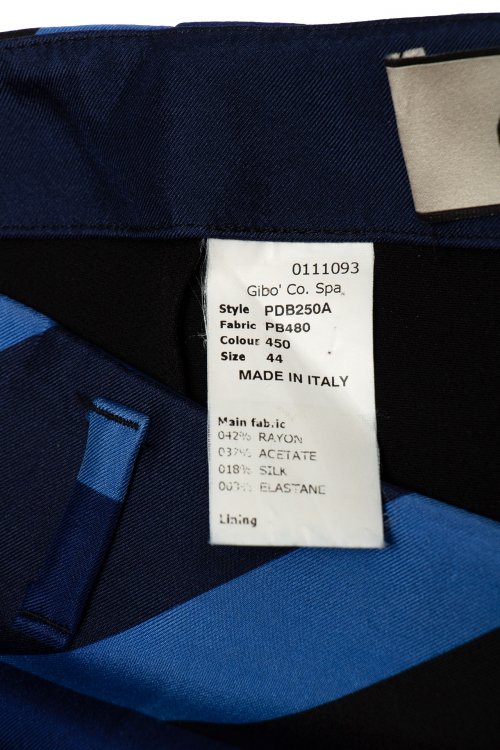 0111093
Gibo' Co. Spa
Style PDB250A
Fabric PB480
Colour 450
Size 44
MADE IN ITALY
Main fabric
042% RAYON
037% ACETATE
018% SILK
003% ELASTANE
Lining